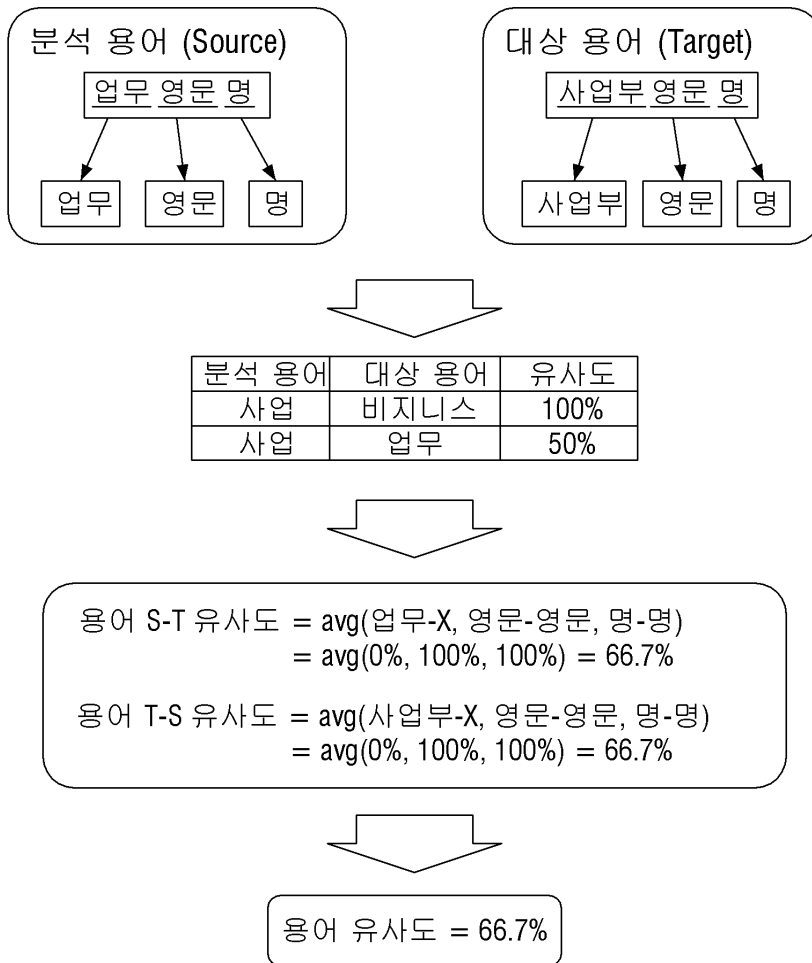 분석 용어 (Source)
업무 영문 명
업무 영문 명
대상 용어 (Target)
사업부 영문 명
사업부 영문 명
분석 용어 대상 용어 유사도
사업 비지니스 100%
사업 업무 50%
용어 S-T 유사도 = avg(업무-X, 영문-영문, 명-명)
= avg(0%, 100%, 100%) = 66.7%
용어 T-S 유사도 = avg(사업부-X, 영문-영문, 명-명)
= avg(0%, 100%, 100%) = 66.7%
용어 유사도 = 66.7%